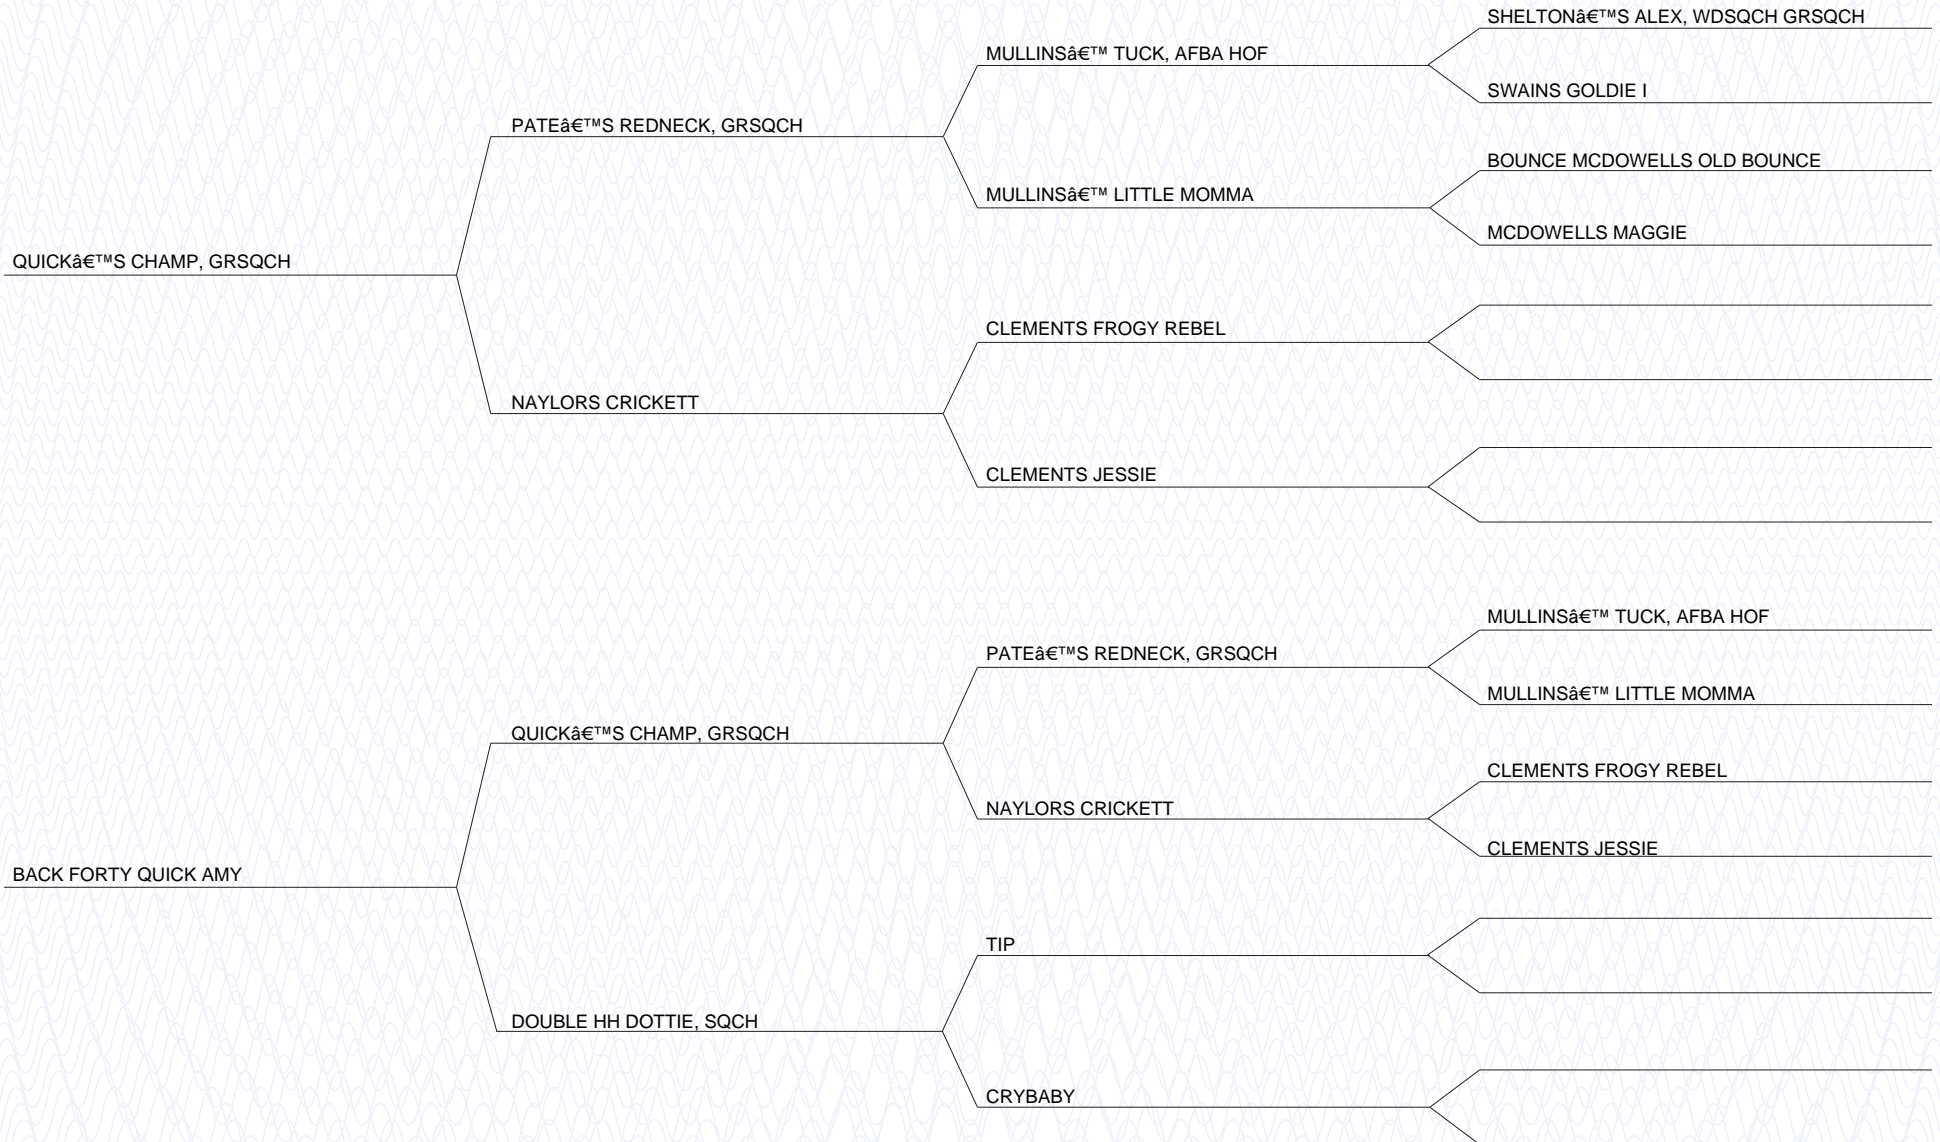 SHELTONâ€™S ALEX, WDSQCH GRSQCH
MULLINSâ€™ TUCK, AFBA HOF
SWAINS GOLDIE I
PATEâ€™S REDNECK, GRSQCH
BOUNCE MCDOWELLS OLD BOUNCE
MULLINSâ€™ LITTLE MOMMA
MCDOWELLS MAGGIE
QUICKâ€™S CHAMP, GRSQCH
CLEMENTS FROGY REBEL
NAYLORS CRICKETT
CLEMENTS JESSIE
MULLINSâ€™ TUCK, AFBA HOF
PATEâ€™S REDNECK, GRSQCH
MULLINSâ€™ LITTLE MOMMA
QUICKâ€™S CHAMP, GRSQCH
CLEMENTS FROGY REBEL
NAYLORS CRICKETT
CLEMENTS JESSIE
BACK FORTY QUICK AMY
TIP
DOUBLE HH DOTTIE, SQCH
CRYBABY